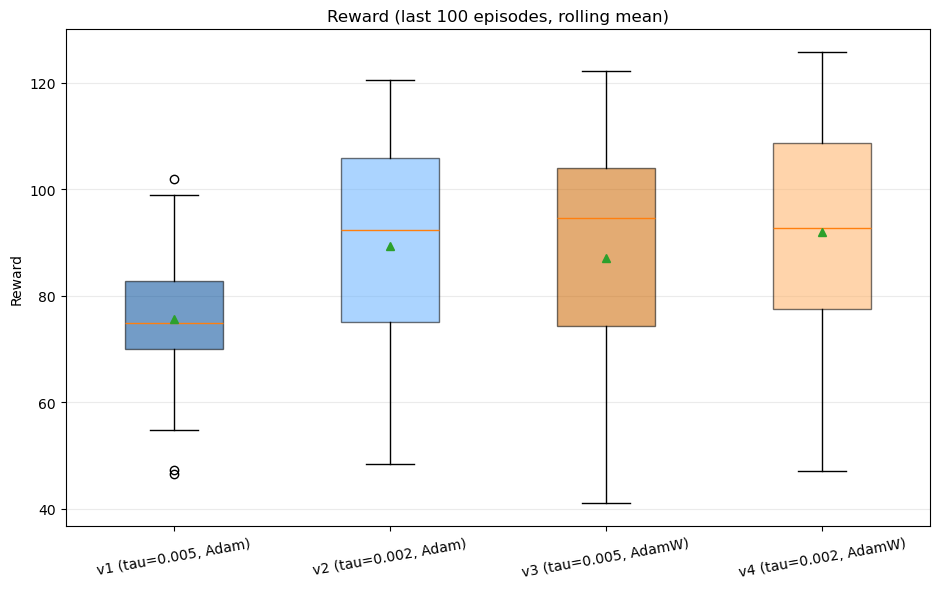 Reward (last 100 episodes, rolling mean)
Reward
120
100
80
60
40
v1 (tau=0.005, Adam)
v2 (tau=0.002, Adam)
v3 (tau=0.005, AdamW)
v4 (tau=0.002, AdamW)